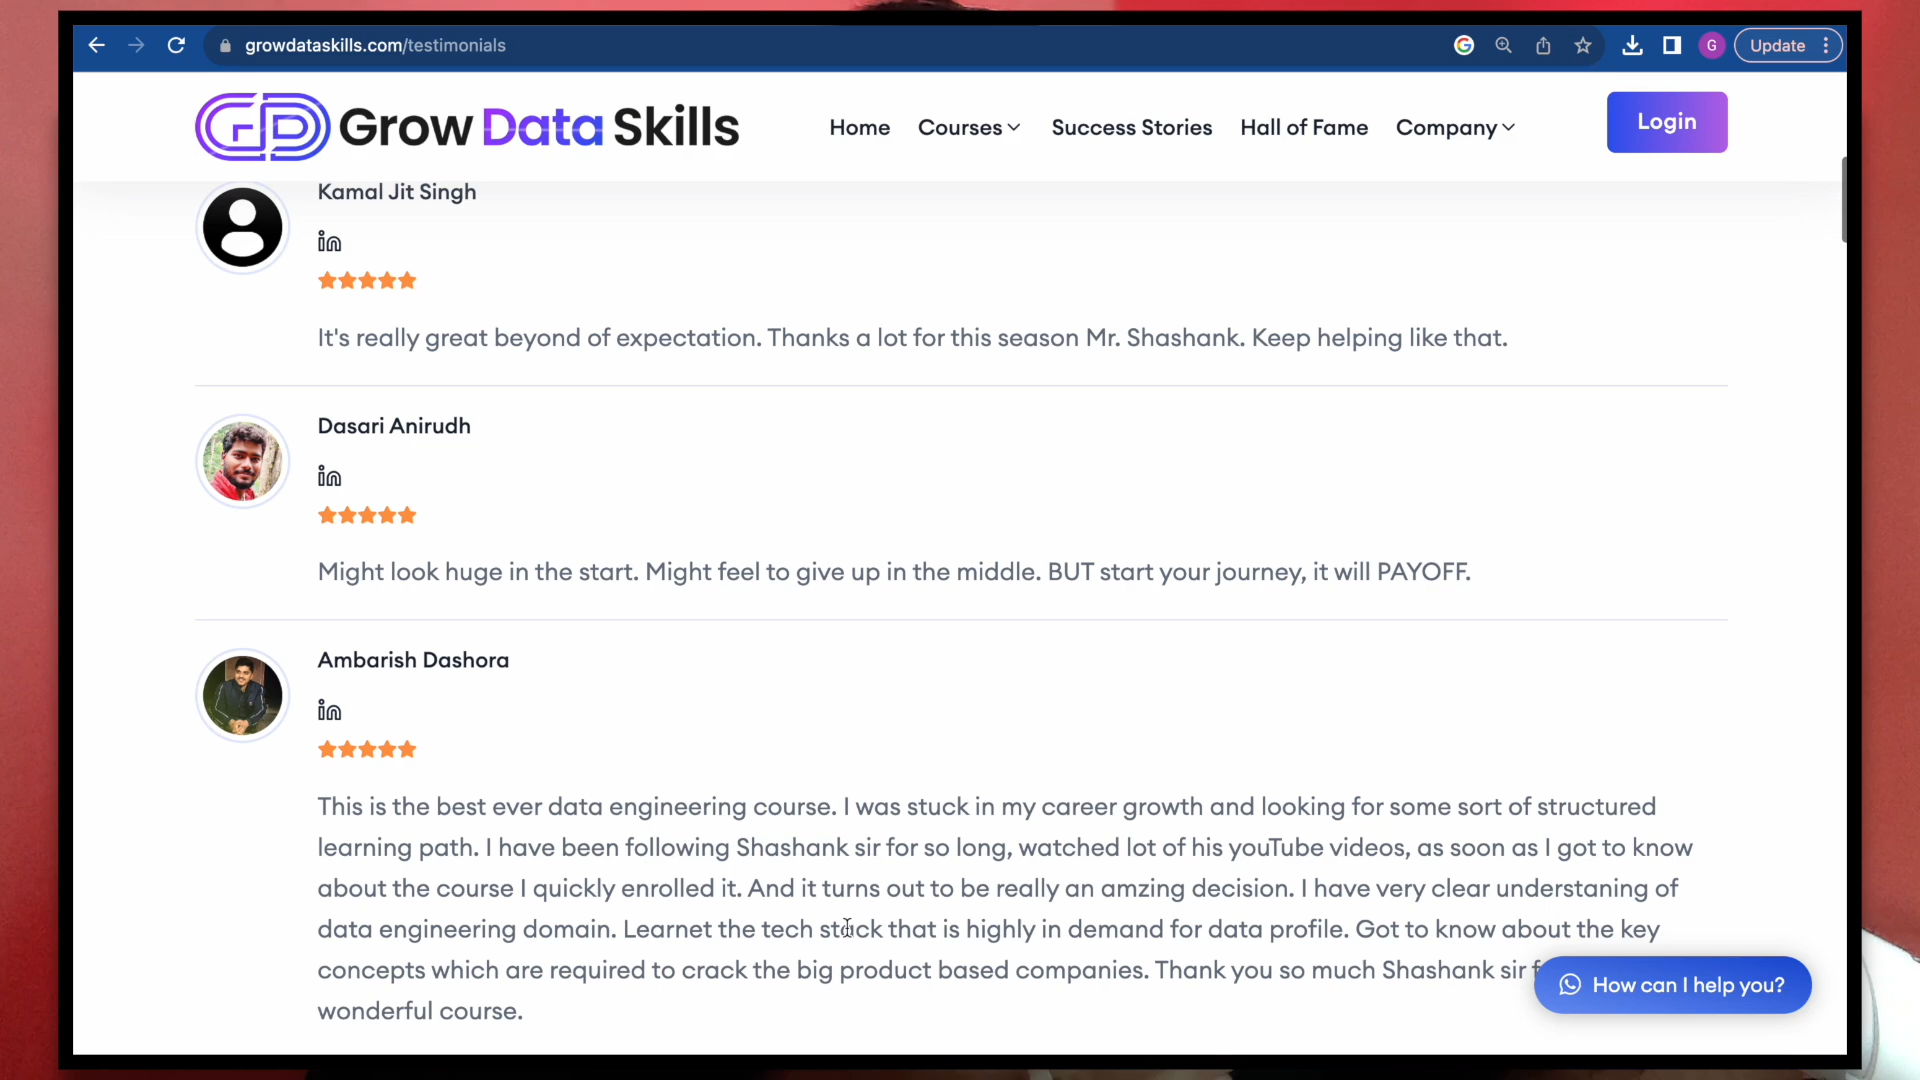 growdataskills.com/testimonials
G
Update
Grow Data Skills
Home
Courses
Success Stories
Hall of Fame
Company
Login
Kamal Jit Singh
It's really great beyond of expectation. Thanks a lot for this season Mr. Shashank. Keep helping like that.
Dasari Anirudh
Might look huge in the start. Might feel to give up in the middle. BUT start your journey, it will PAYOFF.
Ambarish Dashora
This is the best ever data engineering course. I was stuck in my career growth and looking for some sort of structured
learning path. I have been following Shashank sir for so long, watched lot of his youTube videos, as soon as I got to know
about the course I quickly enrolled it. And it turns out to be really an amzing decision. I have very clear understaning of
data engineering domain. Learnet the tech stack that is highly in demand for data profile. Got to know about the key
concepts which are required to crack the big product based companies. Thank you so much Shashank sir
wonderful course.
How can I help you?